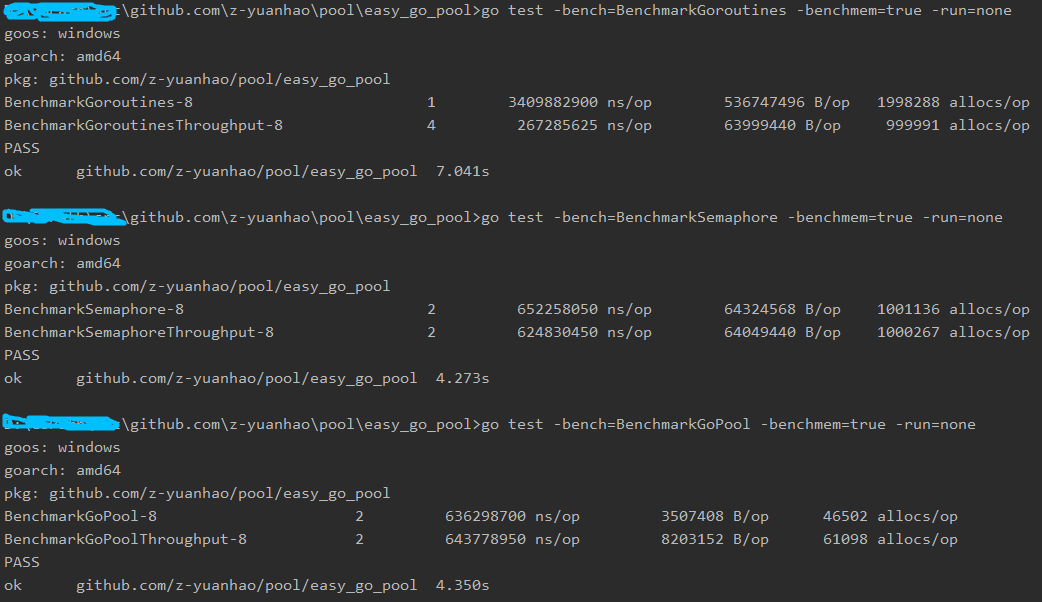 \github.com\z-yuanhao\pool\easy_go_pool>go test -bench=BenchmarkGoroutines -benchmem=true -run=none
goos: windows
goarch: amd64
pkg: github.com/z-yuanhao/pool/easy_go_pool
BenchmarkGoroutines-8 1 3409882900 ns/op 536747496 B/op 1998288 allocs/op
BenchmarkGoroutinesThroughput-8 4 267285625 ns/op 63999440 B/op 999991 allocs/op
PASS
ok github.com/z-yuanhao/pool/easy_go_pool 7.041s
\github.com\z-yuanhao\pool\easy_go_pool>go test -bench=BenchmarkSemaphore -benchmem=true -run=none
goos: windows
goarch: amd64
pkg: github.com/z-yuanhao/pool/easy_go_pool
BenchmarkSemaphore-8 2 652258050 ns/op 64324568 B/op 1001136 allocs/op
BenchmarkSemaphoreThroughput-8 2 624830450 ns/op 64049440 B/op 1000267 allocs/op
PASS
ok github.com/z-yuanhao/pool/easy_go_pool 4.273s
\github.com\z-yuanhao\pool\easy_go_pool>go test -bench=BenchmarkGoPool -benchmem=true -run=none
goos: windows
goarch: amd64
pkg: github.com/z-yuanhao/pool/easy_go_pool
BenchmarkGoPool-8 2 636298700 ns/op 3507408 B/op 46502 allocs/op
BenchmarkGoPoolThroughput-8 2 643778950 ns/op 8203152 B/op 61098 allocs/op
PASS
ok github.com/z-yuanhao/pool/easy_go_pool 4.350s